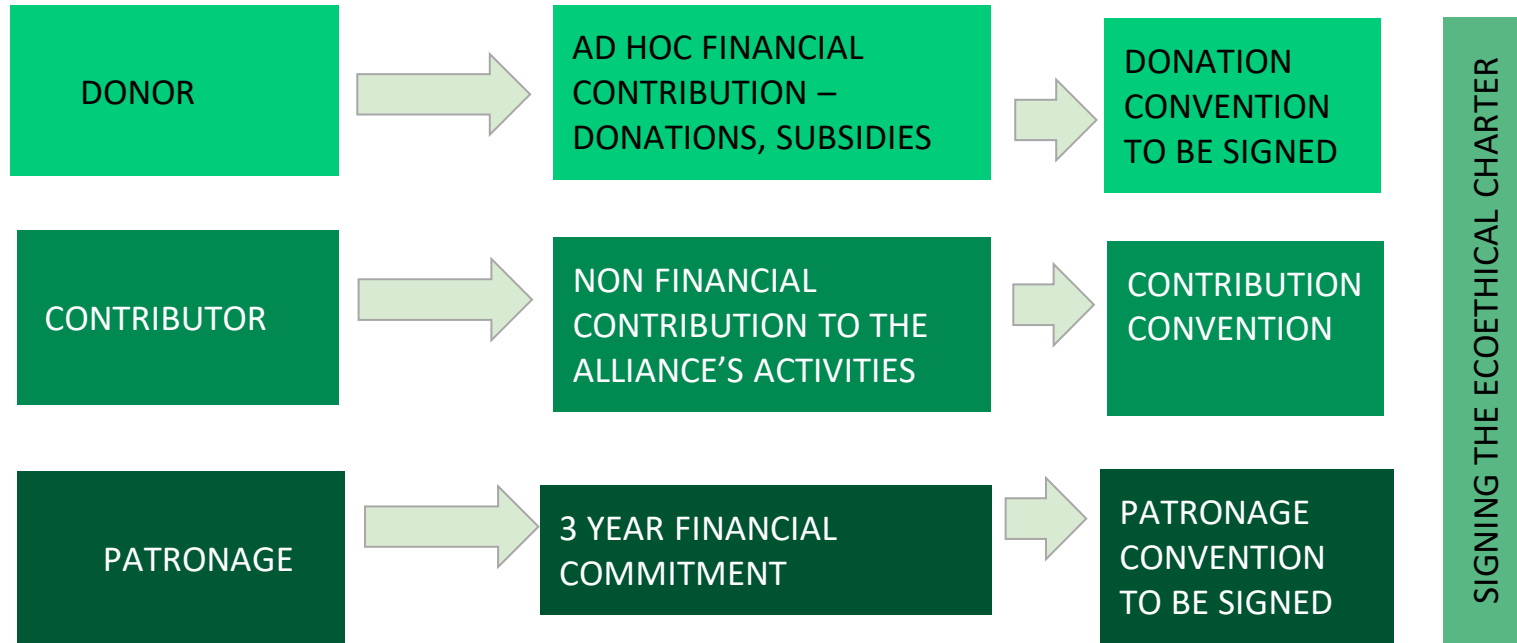 DONOR
AD HOC FINANCIAL
CONTRIBUTION –
DONATIONS, SUBSIDIES
DONATION
CONVENTION
TO BE SIGNED
CONTRIBUTOR
NON FINANCIAL
CONTRIBUTION TO THE
ALLIANCE’S ACTIVITIES
CONTRIBUTION
CONVENTION
PATRONAGE
3 YEAR FINANCIAL
COMMITMENT
PATRONAGE
CONVENTION
TO BE SIGNED
SIGNING THE ECOETHICAL CHARTER